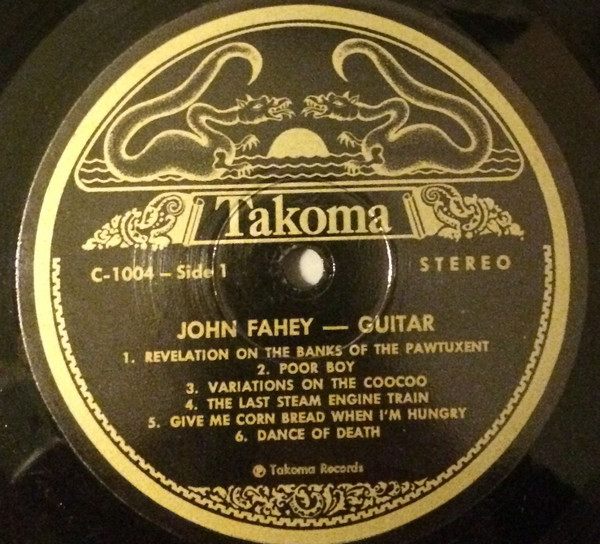 Takoma
C-1004 – Side 1
STEREO
JOHN FAHEY — GUITAR
1. REVELATION ON THE BANKS OF THE PAWTUXENT
2. POOR BOY
3. VARIATIONS ON THE COOCOO
4. THE LAST STEAM ENGINE TRAIN
5. GIVE ME CORN BREAD WHEN I'M HUNGRY
6. DANCE OF DEATH
℗ Takoma Records